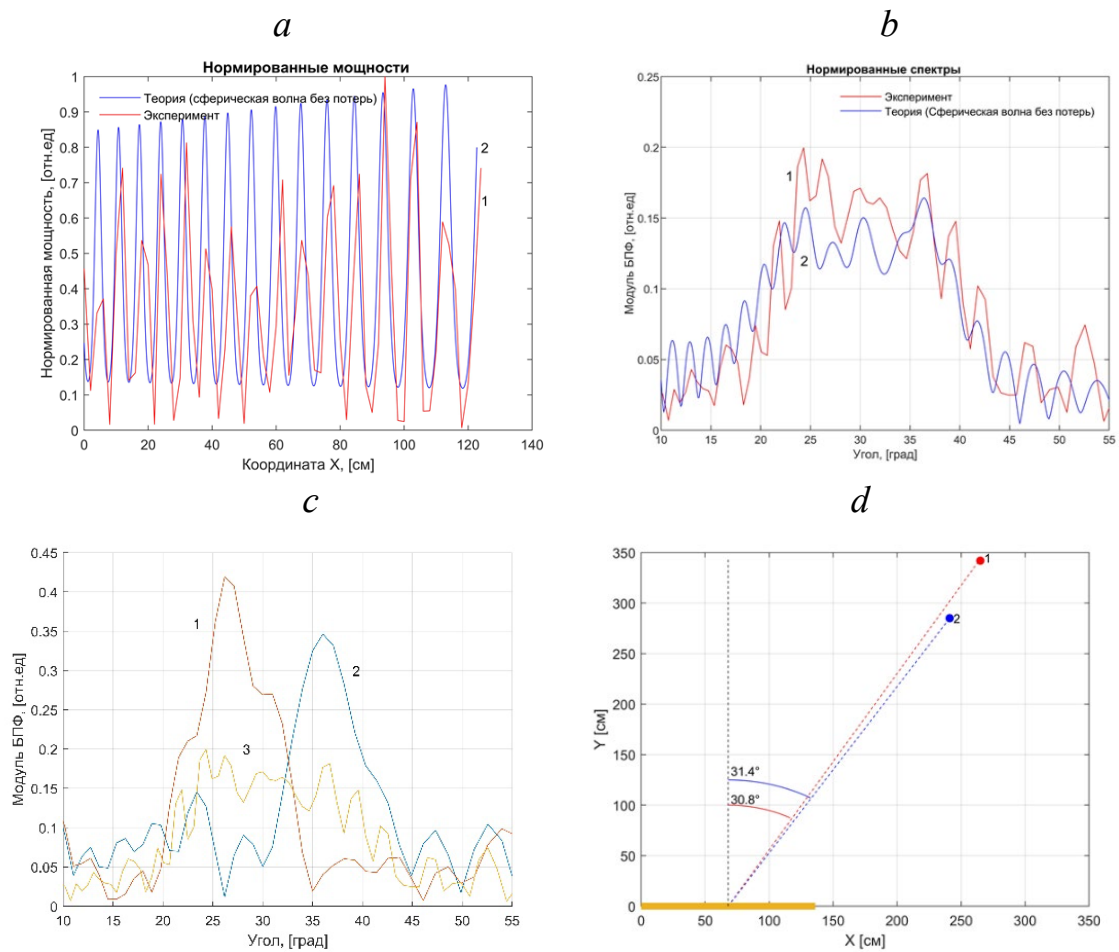 a
b
Нормированные мощности
Теория (сферическая волна без потерь)
Эксперимент
2
1
Нормированная мощность, [отн.ед]
0 0.1 0.2 0.3 0.4 0.5 0.6 0.7 0.8 0.9 1
0 20 40 60 80 100 120 140
Координата X, [см]
Нормированные спектры
Эксперимент
Теория (Сферическая волна без потерь)
1
2
Модуль БПФ, [отн.ед]
0 0.05 0.1 0.15 0.2 0.25
10 15 20 25 30 35 40 45 50 55
Угол, [град]
c
d
1
2
3
Модуль БПФ, [отн.ед]
0 0.05 0.1 0.15 0.2 0.25 0.3 0.35 0.4 0.45
10 15 20 25 30 35 40 45 50 55
Угол, [град]
1
2
31.4°
30.8°
Y [см]
0 50 100 150 200 250 300 350
0 50 100 150 200 250 300 350
X [см]